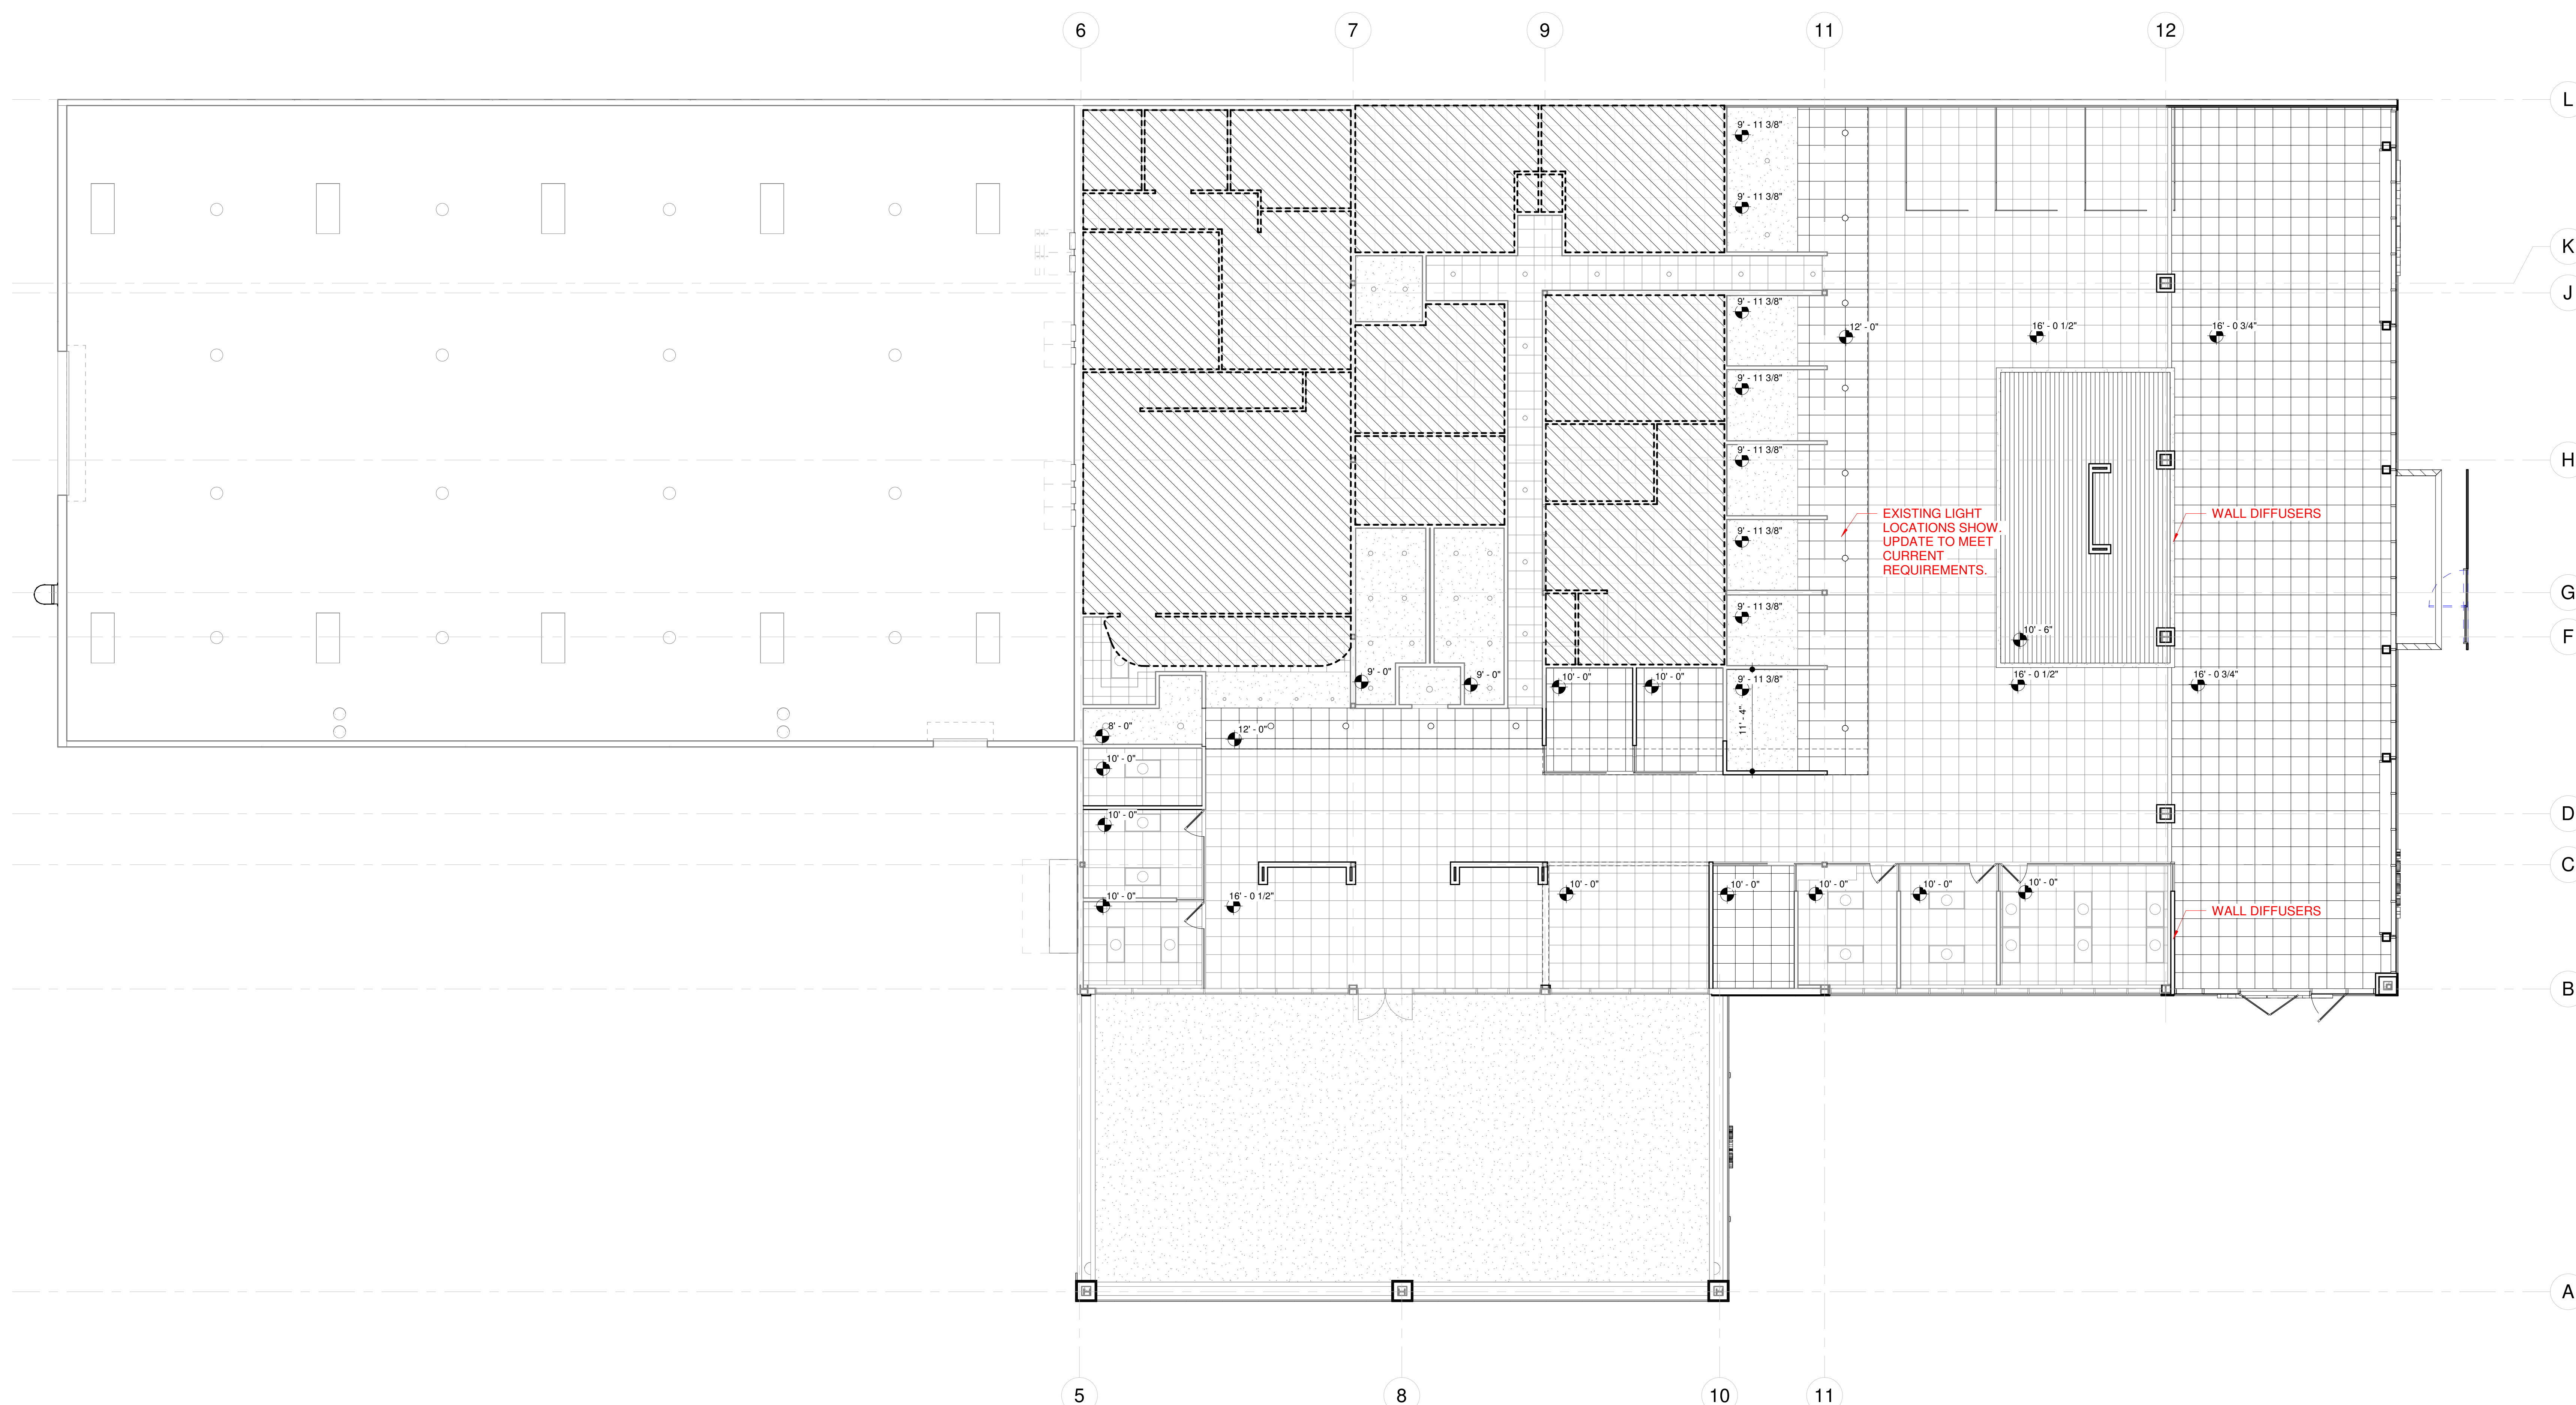 6
7
9
11
12
L
K
J
H
G
F
D
C
B
A
9' - 11 3/8"
9' - 11 3/8"
9' - 11 3/8"
12' - 0"
16' - 0 1/2"
16' - 0 3/4"
9' - 11 3/8"
9' - 11 3/8"
EXISTING LIGHT
LOCATIONS SHOW.
UPDATE TO MEET
CURRENT
REQUIREMENTS.
WALL DIFFUSERS
9' - 11 3/8"
9' - 11 3/8"
10' - 6"
9' - 0"
9' - 0"
10' - 0"
10' - 0"
9' - 11 3/8"
16' - 0 1/2"
16' - 0 3/4"
11' - 4"
8' - 0"
12' - 0"
10' - 0"
10' - 0"
10' - 0"
16' - 0 1/2"
10' - 0"
10' - 0"
10' - 0"
10' - 0"
10' - 0"
WALL DIFFUSERS
5
8
10
11